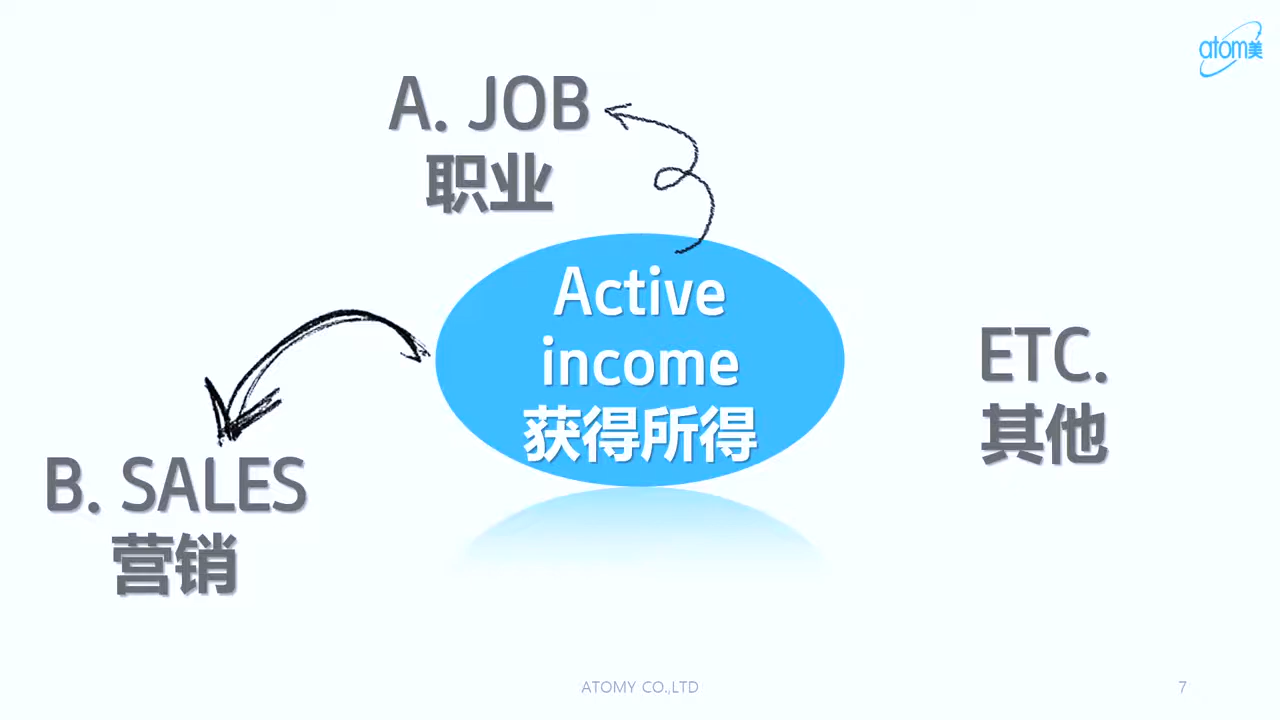 atom美
A. JOB
职业
Active
income
获得所得
ETC.
其他
B. SALES
营销
ATOMY CO.,LTD
7